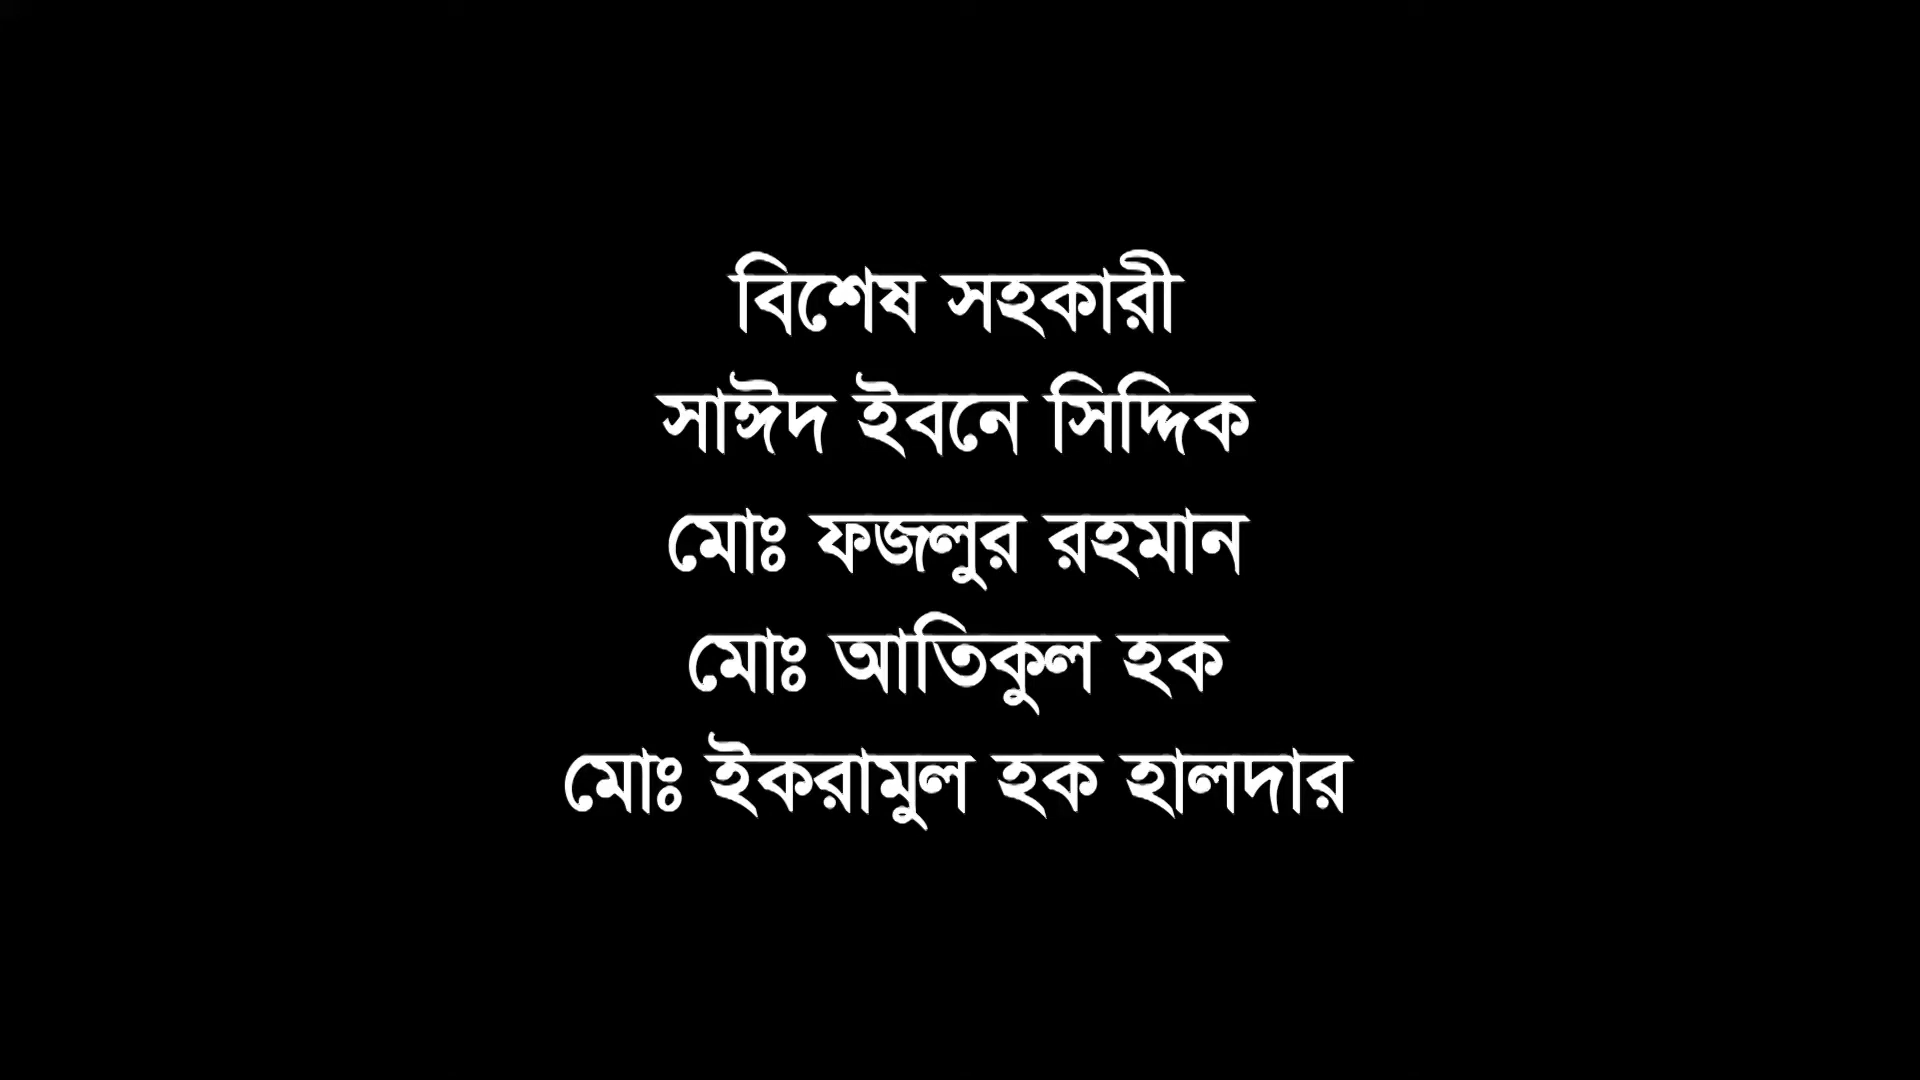 বিশেষ সহকারী
সাঈদ ইবনে সিদ্দিক
মোঃ ফজলুর রহমান
মোঃ আতিকুল হক
মোঃ ইকরামুল হক হালদার